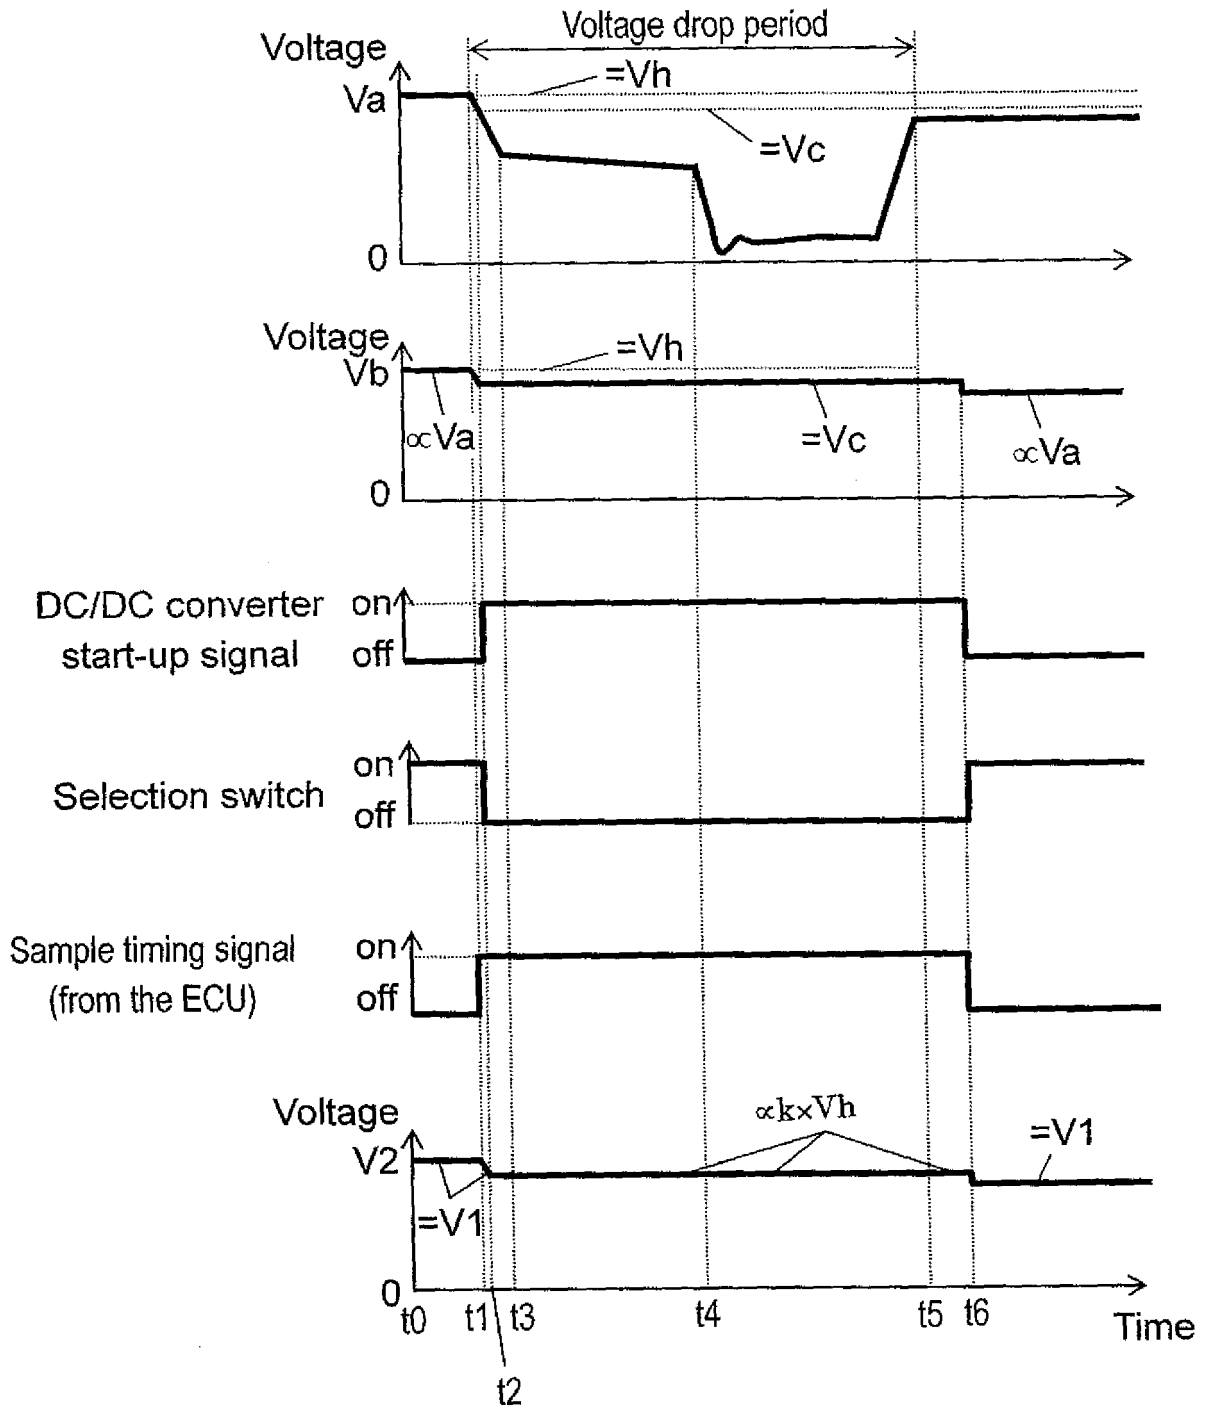 Voltage drop period
Voltage
=Vh
Va
=Vc
0
Voltage
=Vh
Vb
∝Va
=Vc
∝Va
0
DC/DC converter
start-up signal
on
off
Selection switch
on
off
Sample timing signal
(from the ECU)
on
off
Voltage
∝k×Vh
=V1
V2
=V1
0
t0
t1
t3
t4
t5
t6
Time
t2